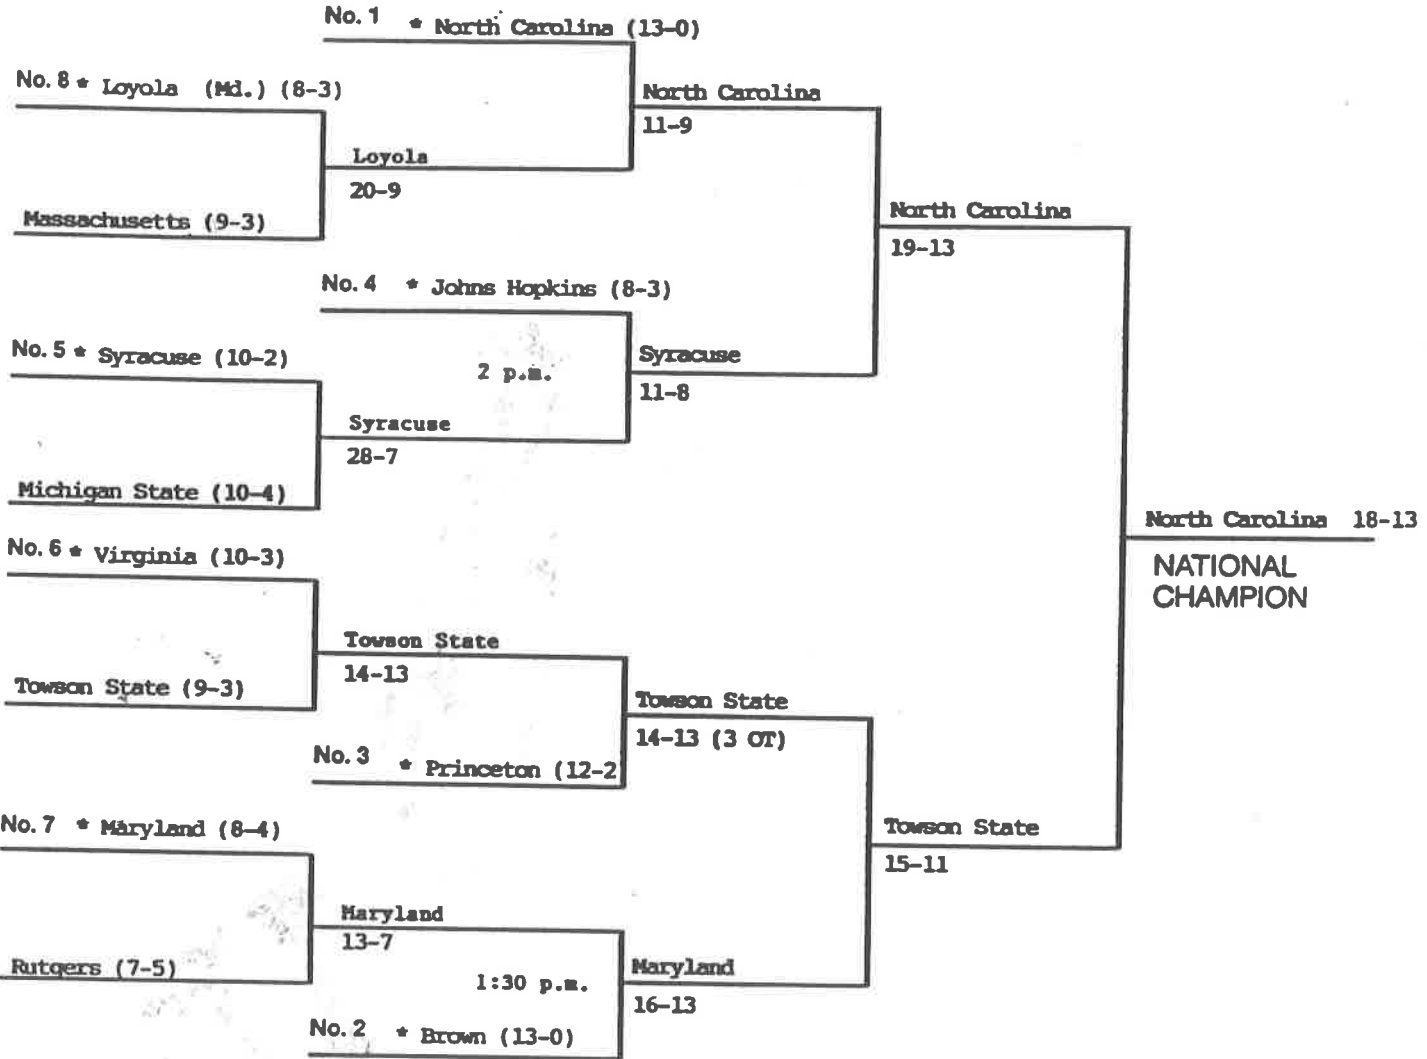 No. 1 * North Carolina (13-0)
No. 8 * Loyola (Md.) (8-3)
North Carolina
11-9
Loyola
20-9
Massachusetts (9-3)
North Carolina
19-13
No. 4 * Johns Hopkins (8-3)
No. 5 * Syracuse (10-2)
2 p.m.
Syracuse
11-8
Syracuse
28-7
Michigan State (10-4)
North Carolina 18-13
NATIONAL
CHAMPION
No. 6 * Virginia (10-3)
Towson State
14-13
Towson State (9-3)
Towson State
14-13 (3 OT)
No. 3 * Princeton (12-2
No. 7 * Maryland (8-4)
Towson State
15-11
Maryland
13-7
Rutgers (7-5)
1:30 p.m.
Maryland
16-13
No. 2 * Brown (13-0)